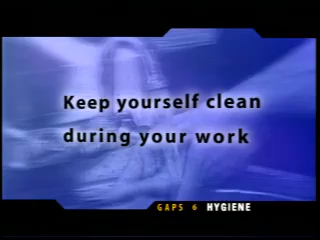 Keep yourself clean
during your work
GAPS 6 HYGIENE